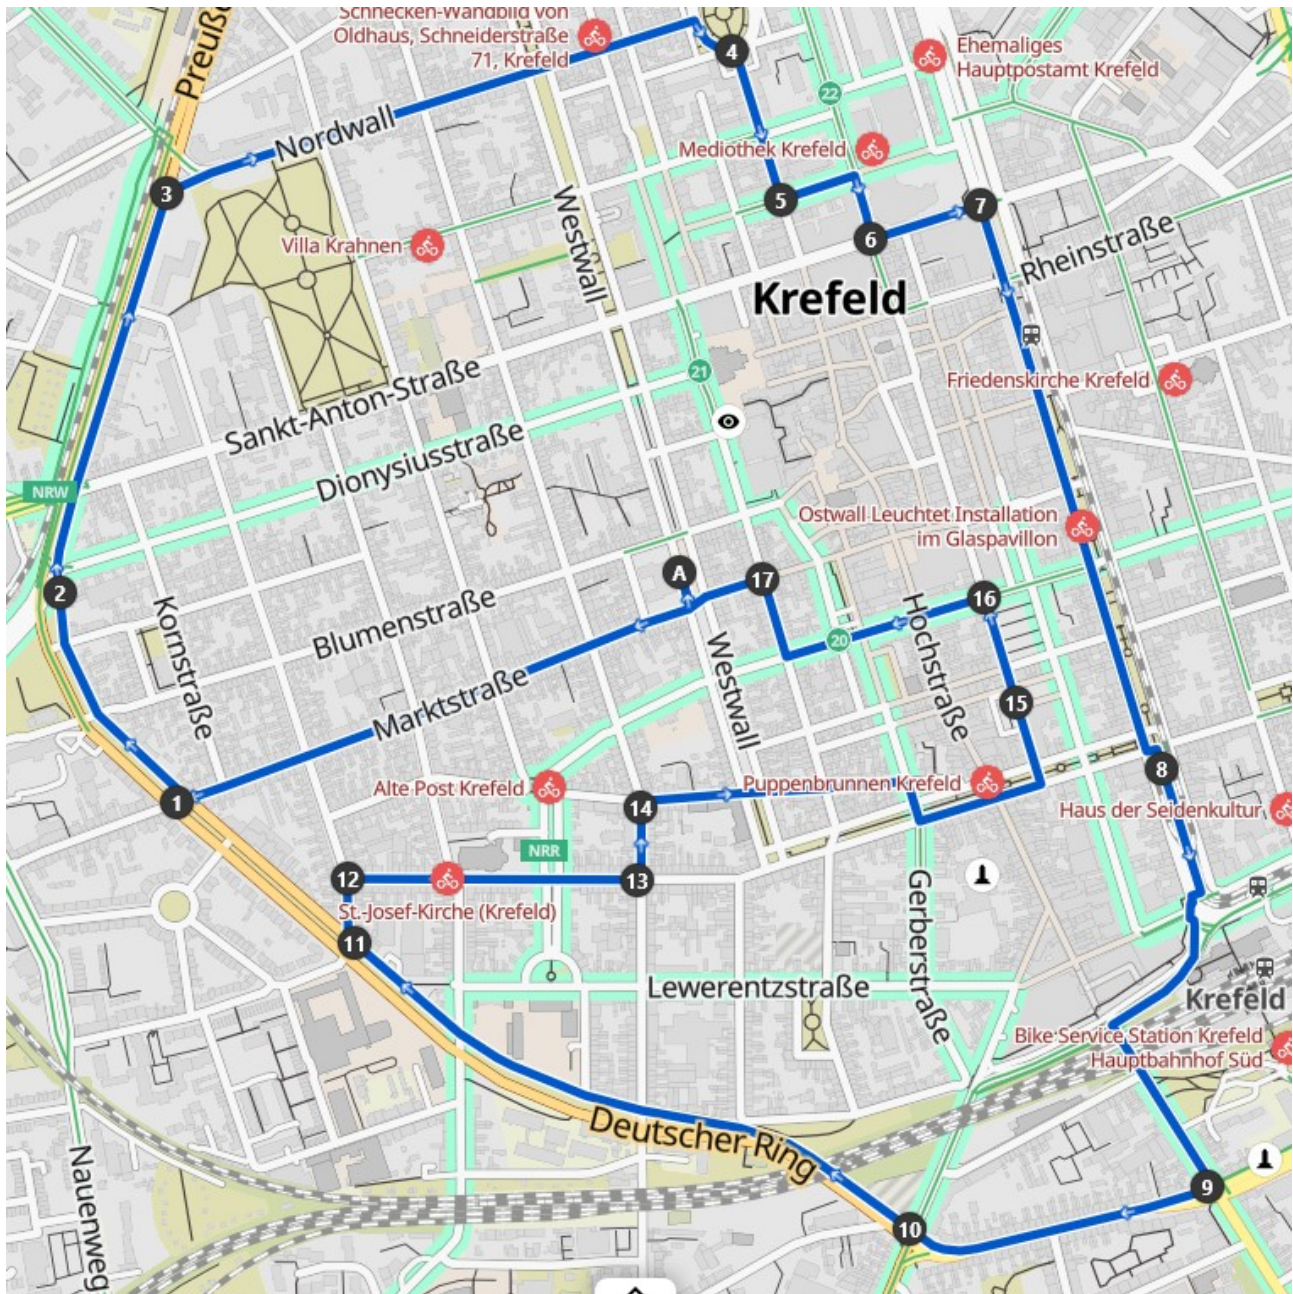 Schnecken-Wandbild von
Oldhaus, Schneiderstraße
71, Krefeld
Preuße
4
Ehemaliges
Hauptpostamt Krefeld
22
Nordwall
Mediothek Krefeld
3
5
7
6
Westwall
Villa Krahnen
Rheinstraße
Krefeld
21
Friedenskirche Krefeld
Sankt-Anton-Straße
Dionysiusstraße
NRW
Ostwall Leuchtet Installation
im Glaspavillon
A
17
2
16
Kornstraße
Blumenstraße
20
Hochstraße
Westwall
Marktstraße
15
8
Alte Post Krefeld
Puppenbrunnen Krefeld
1
14
Haus der Seidenkultur
NRR
12
13
St.-Josef-Kirche (Krefeld)
11
Gerberstraße
Lewerentzstraße
Krefeld
Bike Service Station Krefeld
Hauptbahnhof Süd
Deutscher Ring
Nauenweg
9
10